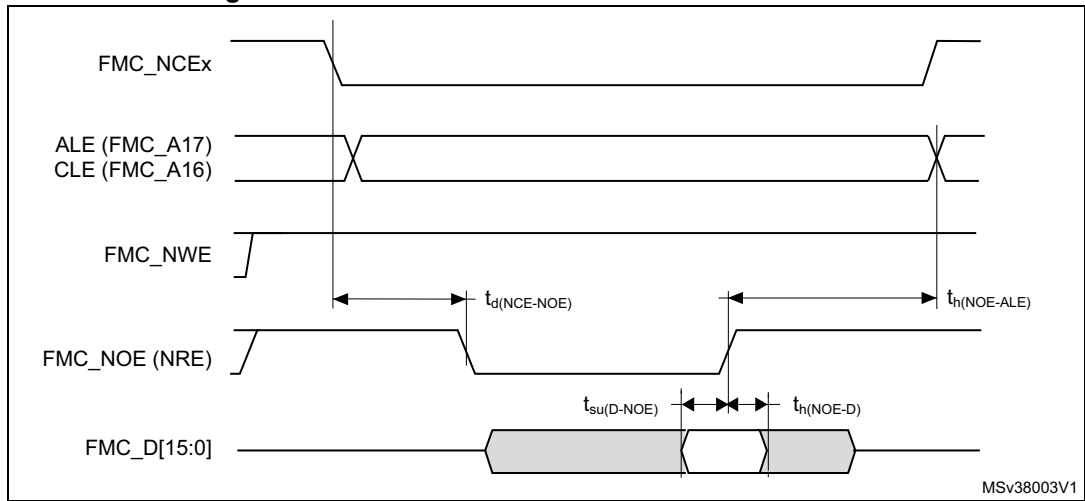 FMC_NCEx
ALE (FMC_A17)
CLE (FMC_A16)
FMC_NWE
td(NCE-NOE)
th(NOE-ALE)
FMC_NOE (NRE)
tsu(D-NOE)
th(NOE-D)
FMC_D[15:0]
MSv38003V1